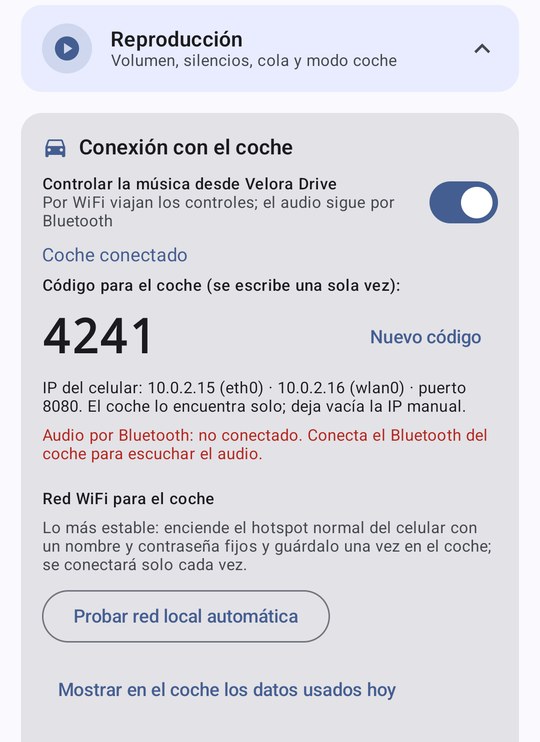 Reproducción
Volumen, silencios, cola y modo coche
Conexión con el coche
Controlar la música desde Velora Drive
Por WiFi viajan los controles; el audio sigue por
Bluetooth
Coche conectado
Código para el coche (se escribe una sola vez):
4241
Nuevo código
IP del celular: 10.0.2.15 (eth0) · 10.0.2.16 (wlan0) · puerto
8080. El coche lo encuentra solo; deja vacía la IP manual.
Audio por Bluetooth: no conectado. Conecta el Bluetooth del
coche para escuchar el audio.
Red WiFi para el coche
Lo más estable: enciende el hotspot normal del celular con
un nombre y contraseña fijos y guárdalo una vez en el coche;
se conectará solo cada vez.
Probar red local automática
Mostrar en el coche los datos usados hoy